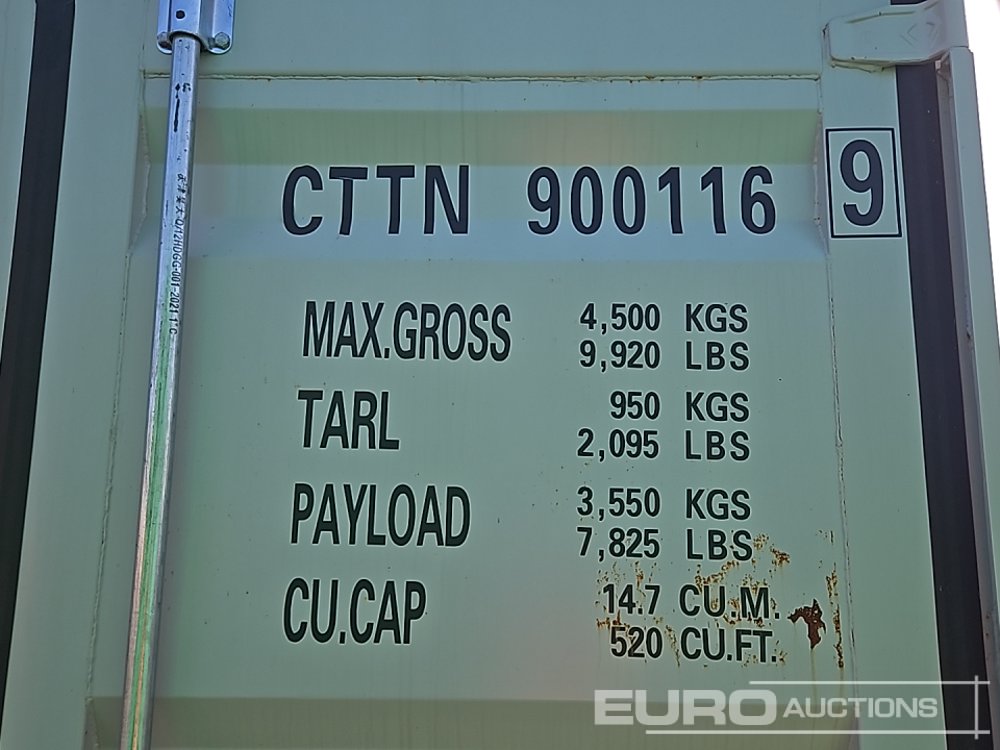 CTTN 900116 9
MAX.GROSS 4,500 KGS
9,920 LBS
TARL 950 KGS
2,095 LBS
PAYLOAD 3,550 KGS
7,825 LBS
CU.CAP 14.7 CU.M.
520 CU.FT.
EURO AUCTIONS